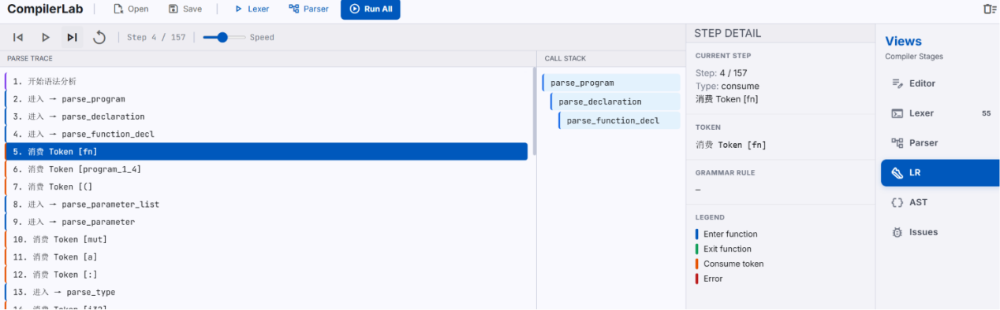 CompilerLab Open Save Lexer Parser Run All
Step 4 / 157 Speed
PARSE TRACE
1. 开始语法分析
2. 进入 → parse_program
3. 进入 → parse_declaration
4. 进入 → parse_function_decl
5. 消费 Token [fn]
6. 消费 Token [program_1_4]
7. 消费 Token [(]
8. 进入 → parse_parameter_list
9. 进入 → parse_parameter
10. 消费 Token [mut]
11. 消费 Token [a]
12. 消费 Token [:]
13. 进入 → parse_type
14. 消费 Token [i32]
CALL STACK
parse_program
parse_declaration
parse_function_decl
STEP DETAIL
CURRENT STEP
Step: 4 / 157
Type: consume
消费 Token [fn]
TOKEN
消费 Token [fn]
GRAMMAR RULE
—
LEGEND
Enter function
Exit function
Consume token
Error
Views
Compiler Stages
Editor
Lexer 55
Parser
LR
AST
Issues